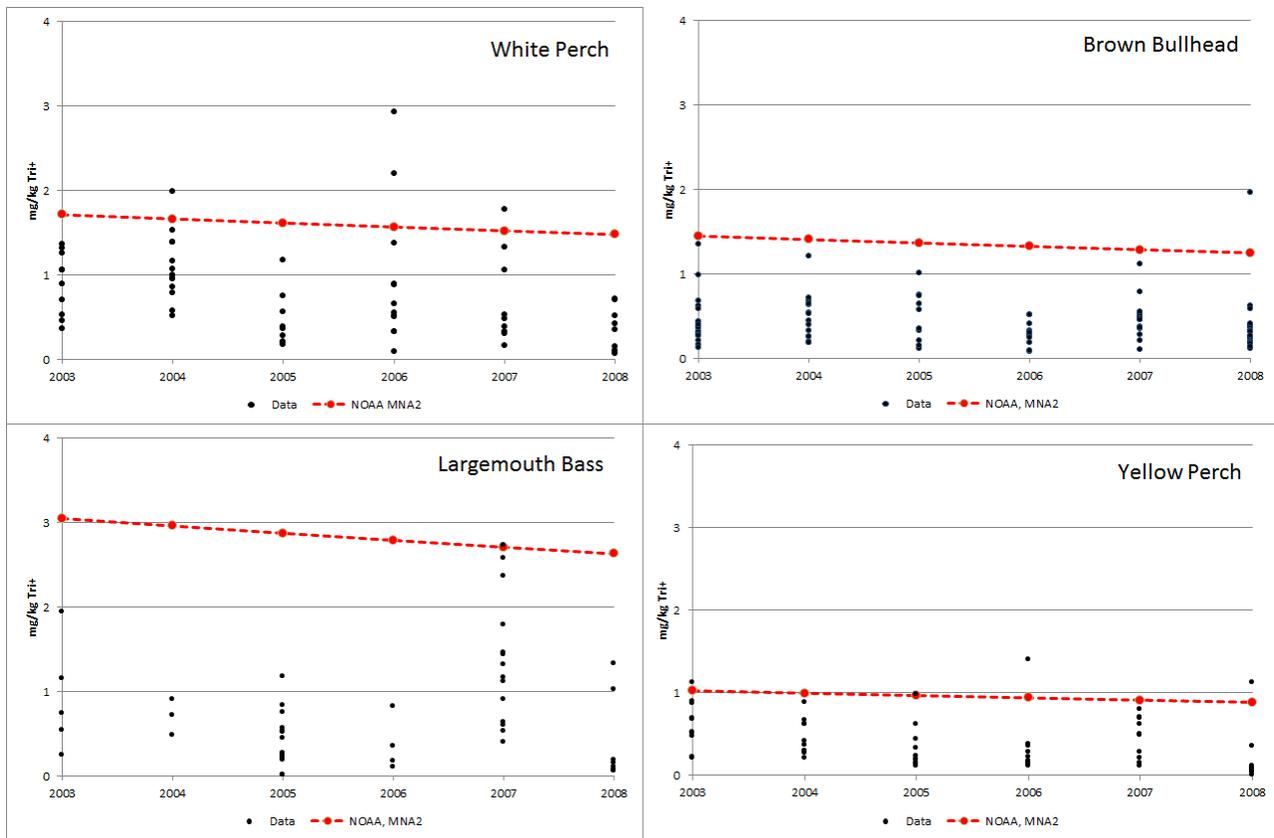 White Perch
mg/kg Tri+
4
3
2
1
0
2003 2004 2005 2006 2007 2008
Data NOAA MNA2
Brown Bullhead
mg/kg Tri+
4
3
2
1
0
2003 2004 2005 2006 2007 2008
Data NOAA, MNA2
Largemouth Bass
mg/kg Tri+
4
3
2
1
0
2003 2004 2005 2006 2007 2008
Data NOAA, MNA2
Yellow Perch
mg/kg Tri+
4
3
2
1
0
2003 2004 2005 2006 2007 2008
Data NOAA, MNA2